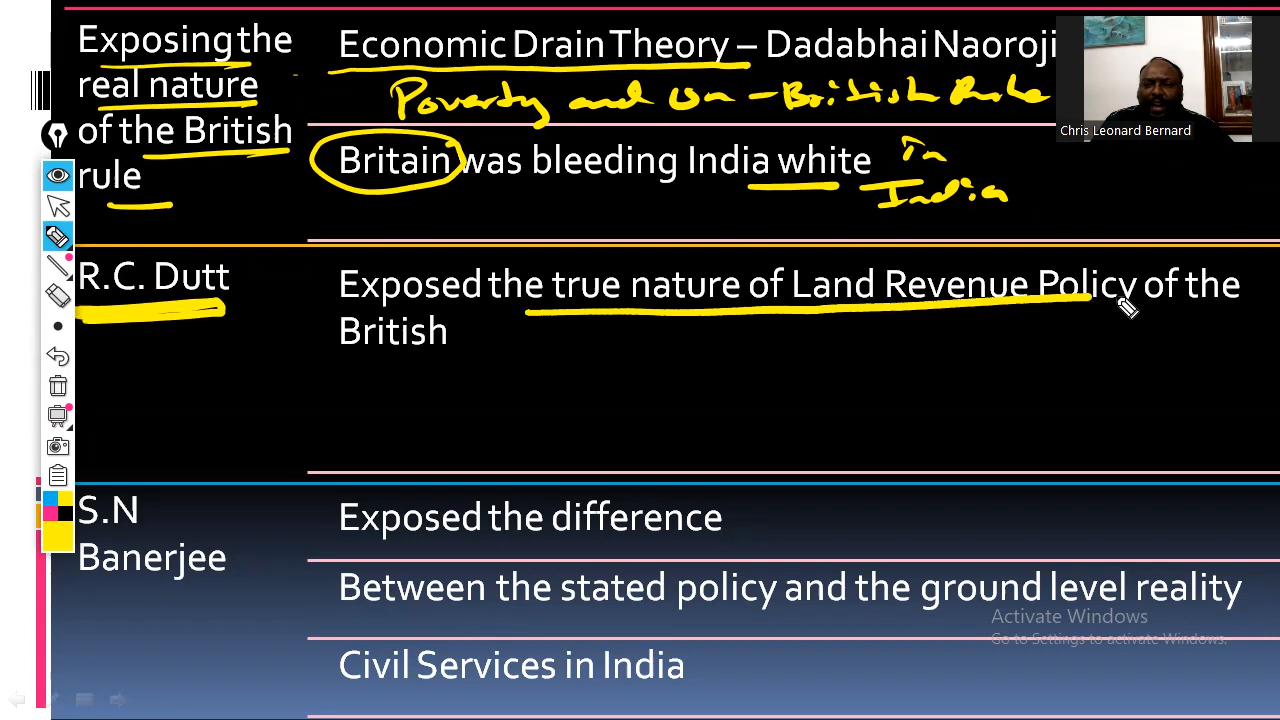 Exposing the
real nature
of the British
rule
Economic Drain Theory – Dadabhai Naoroji
Poverty and Un-British Rule
in
India
Britain was bleeding India white
Chris Leonard Bernard
R.C. Dutt
Exposed the true nature of Land Revenue Policy of the
British
S.N
Banerjee
Exposed the difference
Between the stated policy and the ground level reality
Civil Services in India
Activate Windows
Go to Settings to activate Windows.